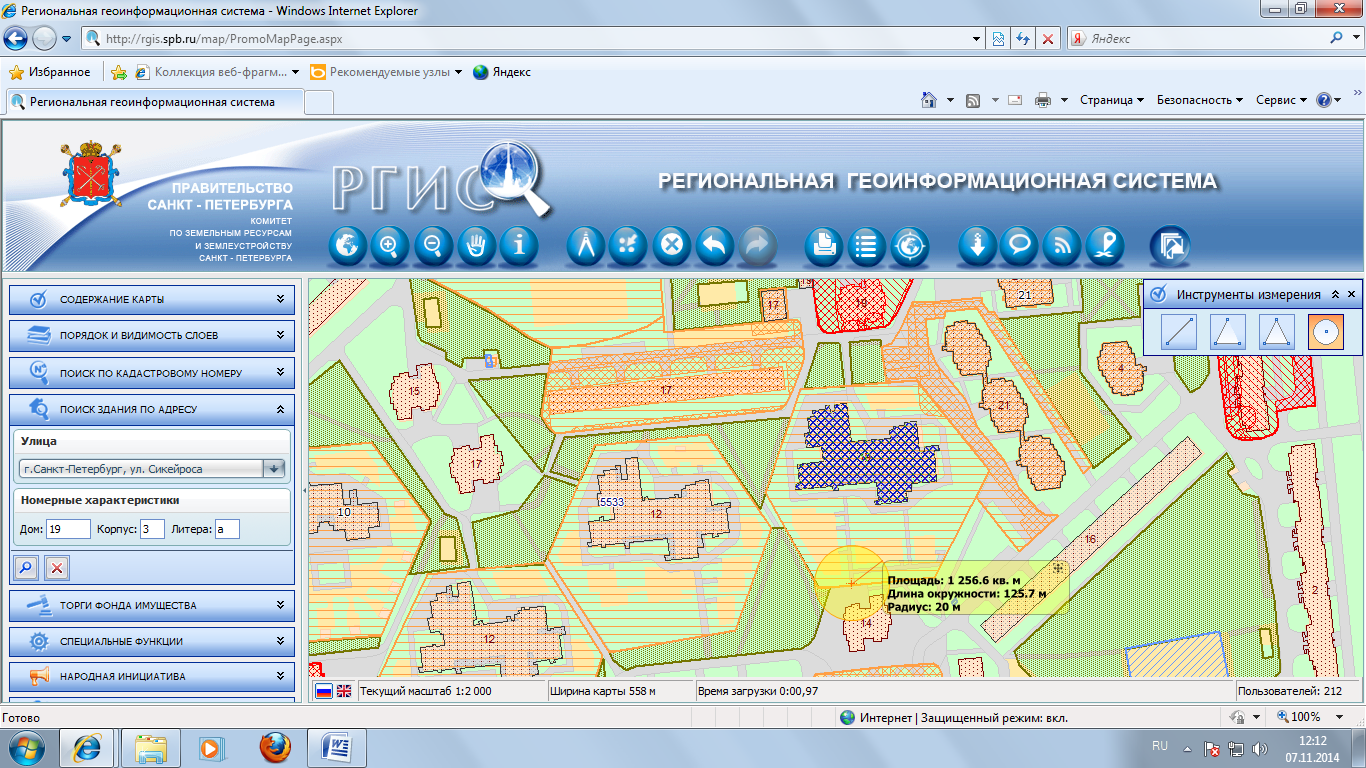 Региональная геоинформационная система - Windows Internet Explorer
http://rgis.spb.ru/map/PromoMapPage.aspx
Яндекс
Избранное
Коллекция веб-фрагм...
Рекомендуемые узлы
Яндекс
Региональная геоинформационная система
Страница
Безопасность
Сервис
ПРАВИТЕЛЬСТВО
САНКТ - ПЕТЕРБУРГА
КОМИТЕТ
ПО ЗЕМЕЛЬНЫМ РЕСУРСАМ
И ЗЕМЛЕУСТРОЙСТВУ
САНКТ - ПЕТЕРБУРГА
РГИС
РЕГИОНАЛЬНАЯ ГЕОИНФОРМАЦИОННАЯ СИСТЕМА
СОДЕРЖАНИЕ КАРТЫ
ПОРЯДОК И ВИДИМОСТЬ СЛОЕВ
ПОИСК ПО КАДАСТРОВОМУ НОМЕРУ
ПОИСК ЗДАНИЯ ПО АДРЕСУ
Улица
г.Санкт-Петербург, ул. Сикейроса
Номерные характеристики
Дом: 19 Корпус: 3 Литера: а
ТОРГИ ФОНДА ИМУЩЕСТВА
СПЕЦИАЛЬНЫЕ ФУНКЦИИ
НАРОДНАЯ ИНИЦИАТИВА
Инструменты измерения
17
19
21
15
17
4
21
17
10
5533
12
16
14
12
2
Площадь: 1 256.6 кв. м
Длина окружности: 125.7 м
Радиус: 20 м
Текущий масштаб 1:2 000
Ширина карты 558 м
Время загрузки 0:00,97
Пользователей: 212
Готово
Интернет | Защищенный режим: вкл.
100%
RU
12:12
07.11.2014